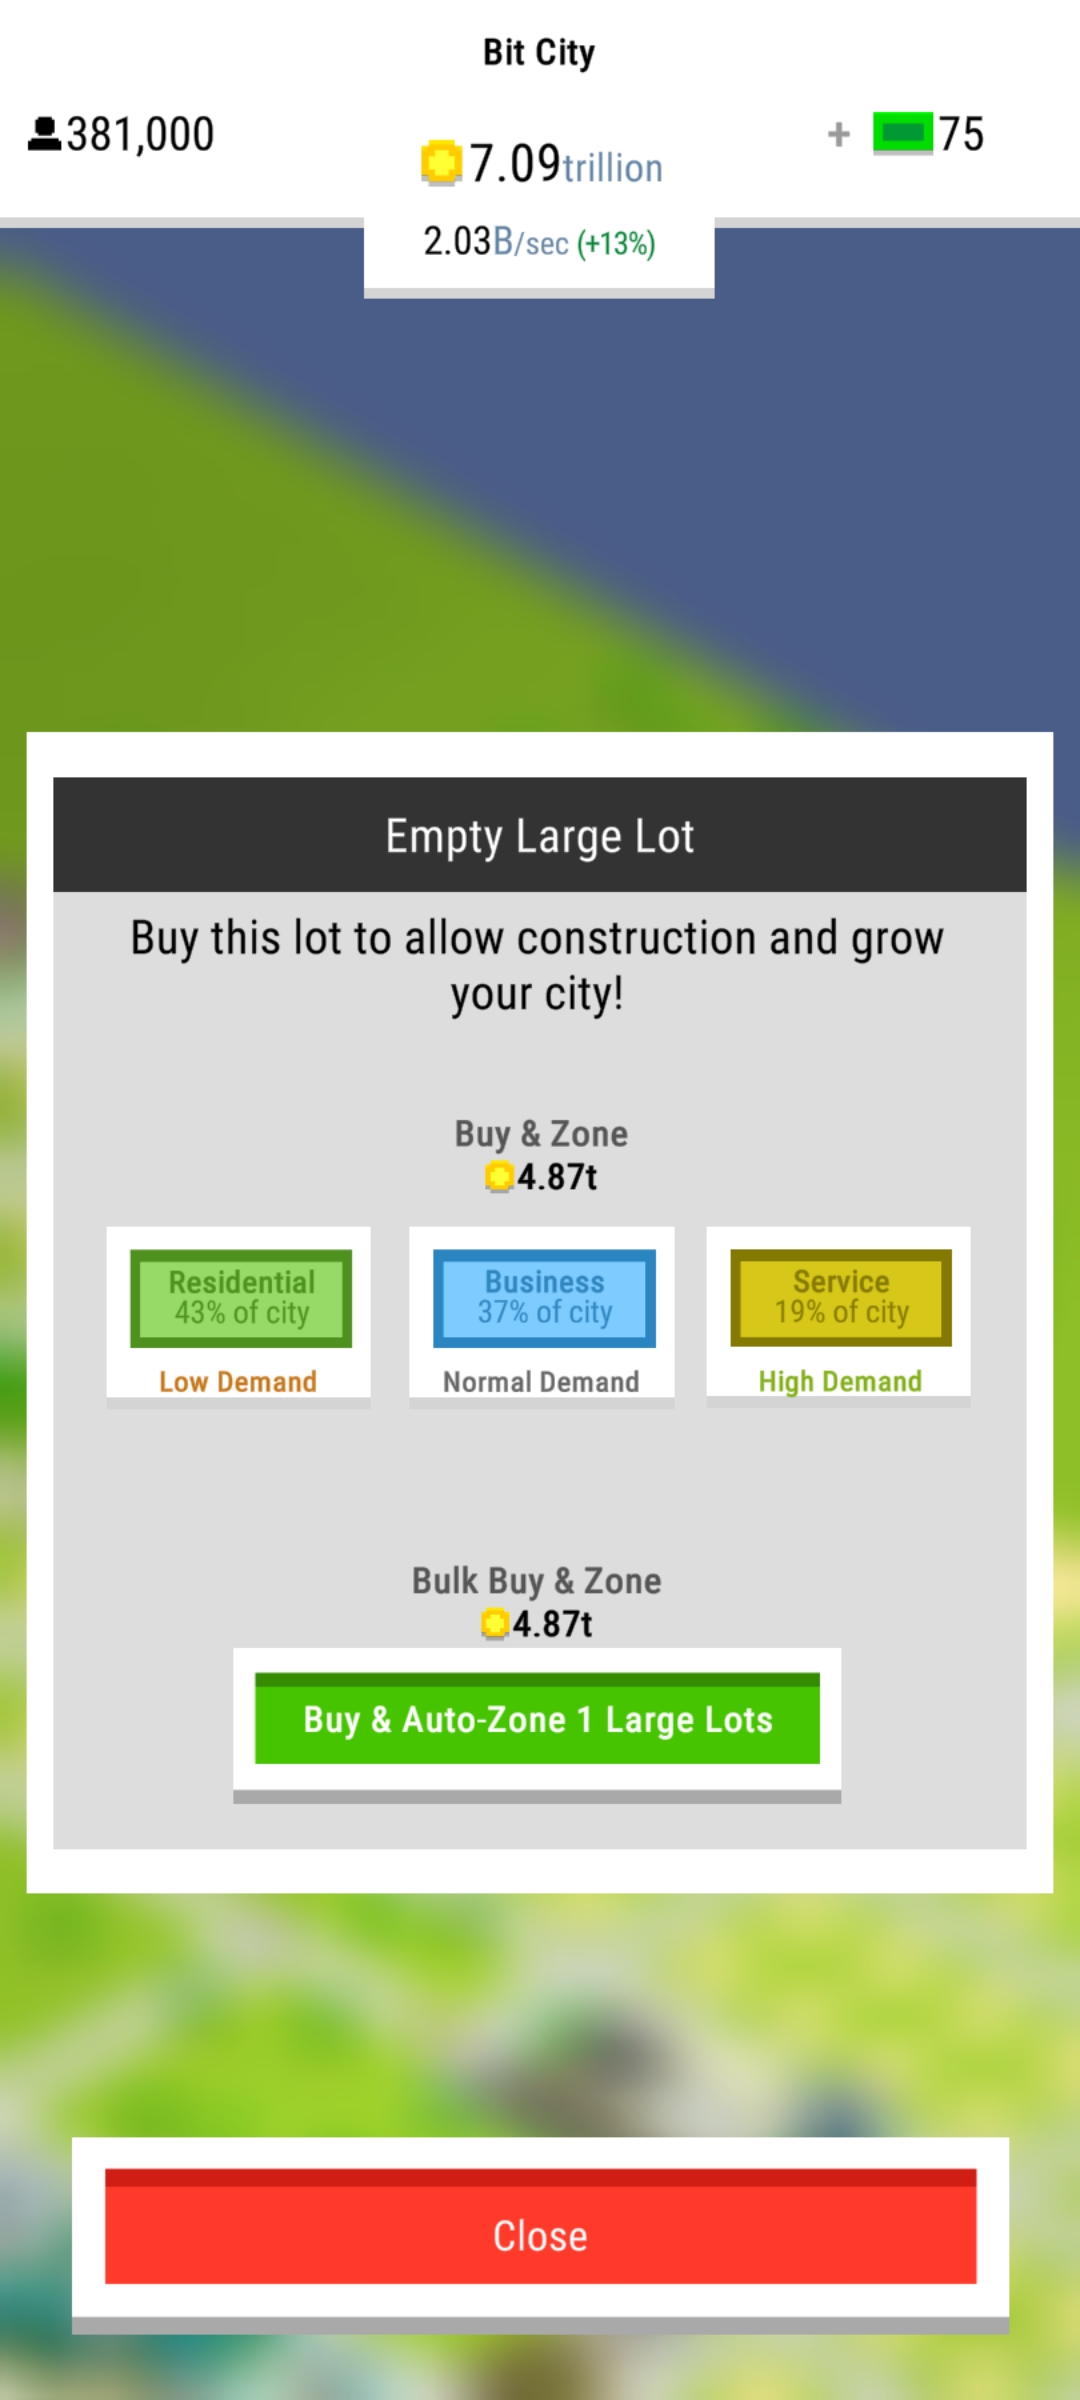 Bit City
381,000
7.09trillion
+ 75
2.03B/sec (+13%)
Empty Large Lot
Buy this lot to allow construction and grow
your city!
Buy & Zone
4.87t
Residential
43% of city
Low Demand
Business
37% of city
Normal Demand
Service
19% of city
High Demand
Bulk Buy & Zone
4.87t
Buy & Auto-Zone 1 Large Lots
Close